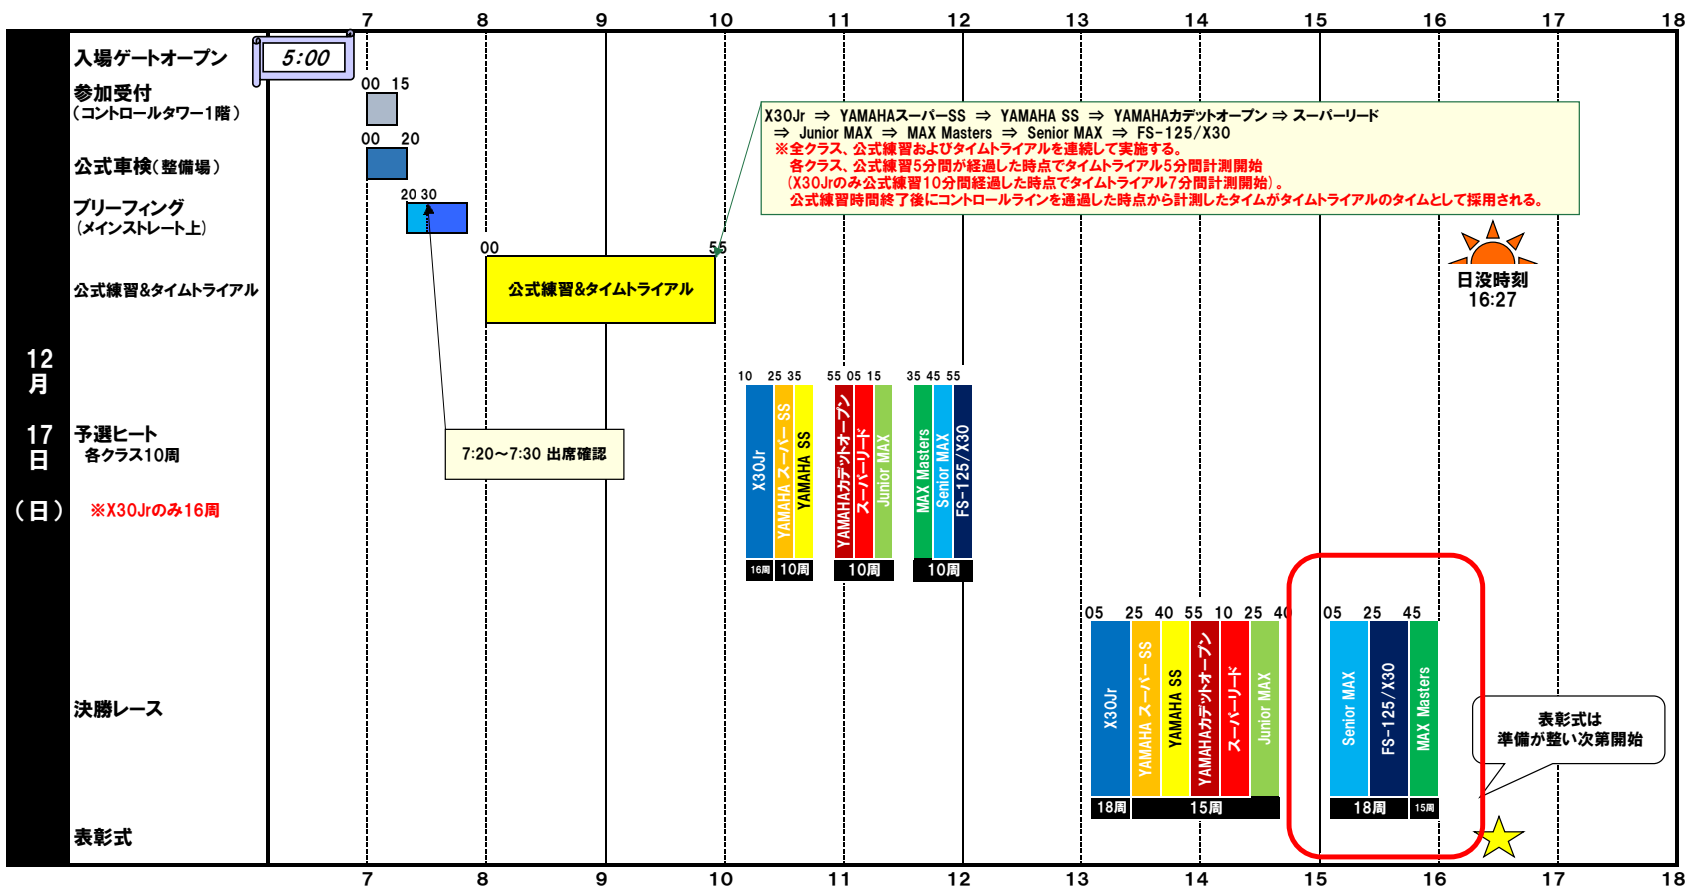 7 8 9 10 11 12 13 14 15 16 17 18
入場ゲートオープン
5:00
参加受付
（コントロールタワー1階）
00 15
公式車検（整備場）
00 20
ブリーフィング
（メインストレート上）
20 30
X30Jr ⇒ YAMAHAスーパーSS ⇒ YAMAHA SS ⇒ YAMAHAカデットオープン ⇒ スーパーリード
⇒ Junior MAX ⇒ MAX Masters ⇒ Senior MAX ⇒ FS-125/X30
※全クラス、公式練習およびタイムトライアルを連続して実施する。
各クラス、公式練習5分間が経過した時点でタイムトライアル5分間計測開始
（X30Jrのみ公式練習10分間経過した時点でタイムトライアル7分間計測開始）。
公式練習時間終了後にコントロールラインを通過した時点から計測したタイムがタイムトライアルのタイムとして採用される。
00 55
公式練習&タイムトライアル
公式練習&タイムトライアル
日没時刻
16:27
12
月
17
日
（日）
予選ヒート
各クラス10周
※X30Jrのみ16周
7:20～7:30 出席確認
10 25 35 55 05 15 35 45 55
X30Jr
YAMAHA スーパー SS
YAMAHA SS
YAMAHAカデットオープン
スーパーリード
Junior MAX
MAX Masters
Senior MAX
FS-125/X30
16周 10周 10周 10周
決勝レース
05 25 40 55 10 25 40 05 25 45
X30Jr
YAMAHA スーパー SS
YAMAHA SS
YAMAHAカデットオープン
スーパーリード
Junior MAX
Senior MAX
FS-125/X30
MAX Masters
18周 15周 18周 15周
表彰式は
準備が整い次第開始
表彰式
7 8 9 10 11 12 13 14 15 16 17 18